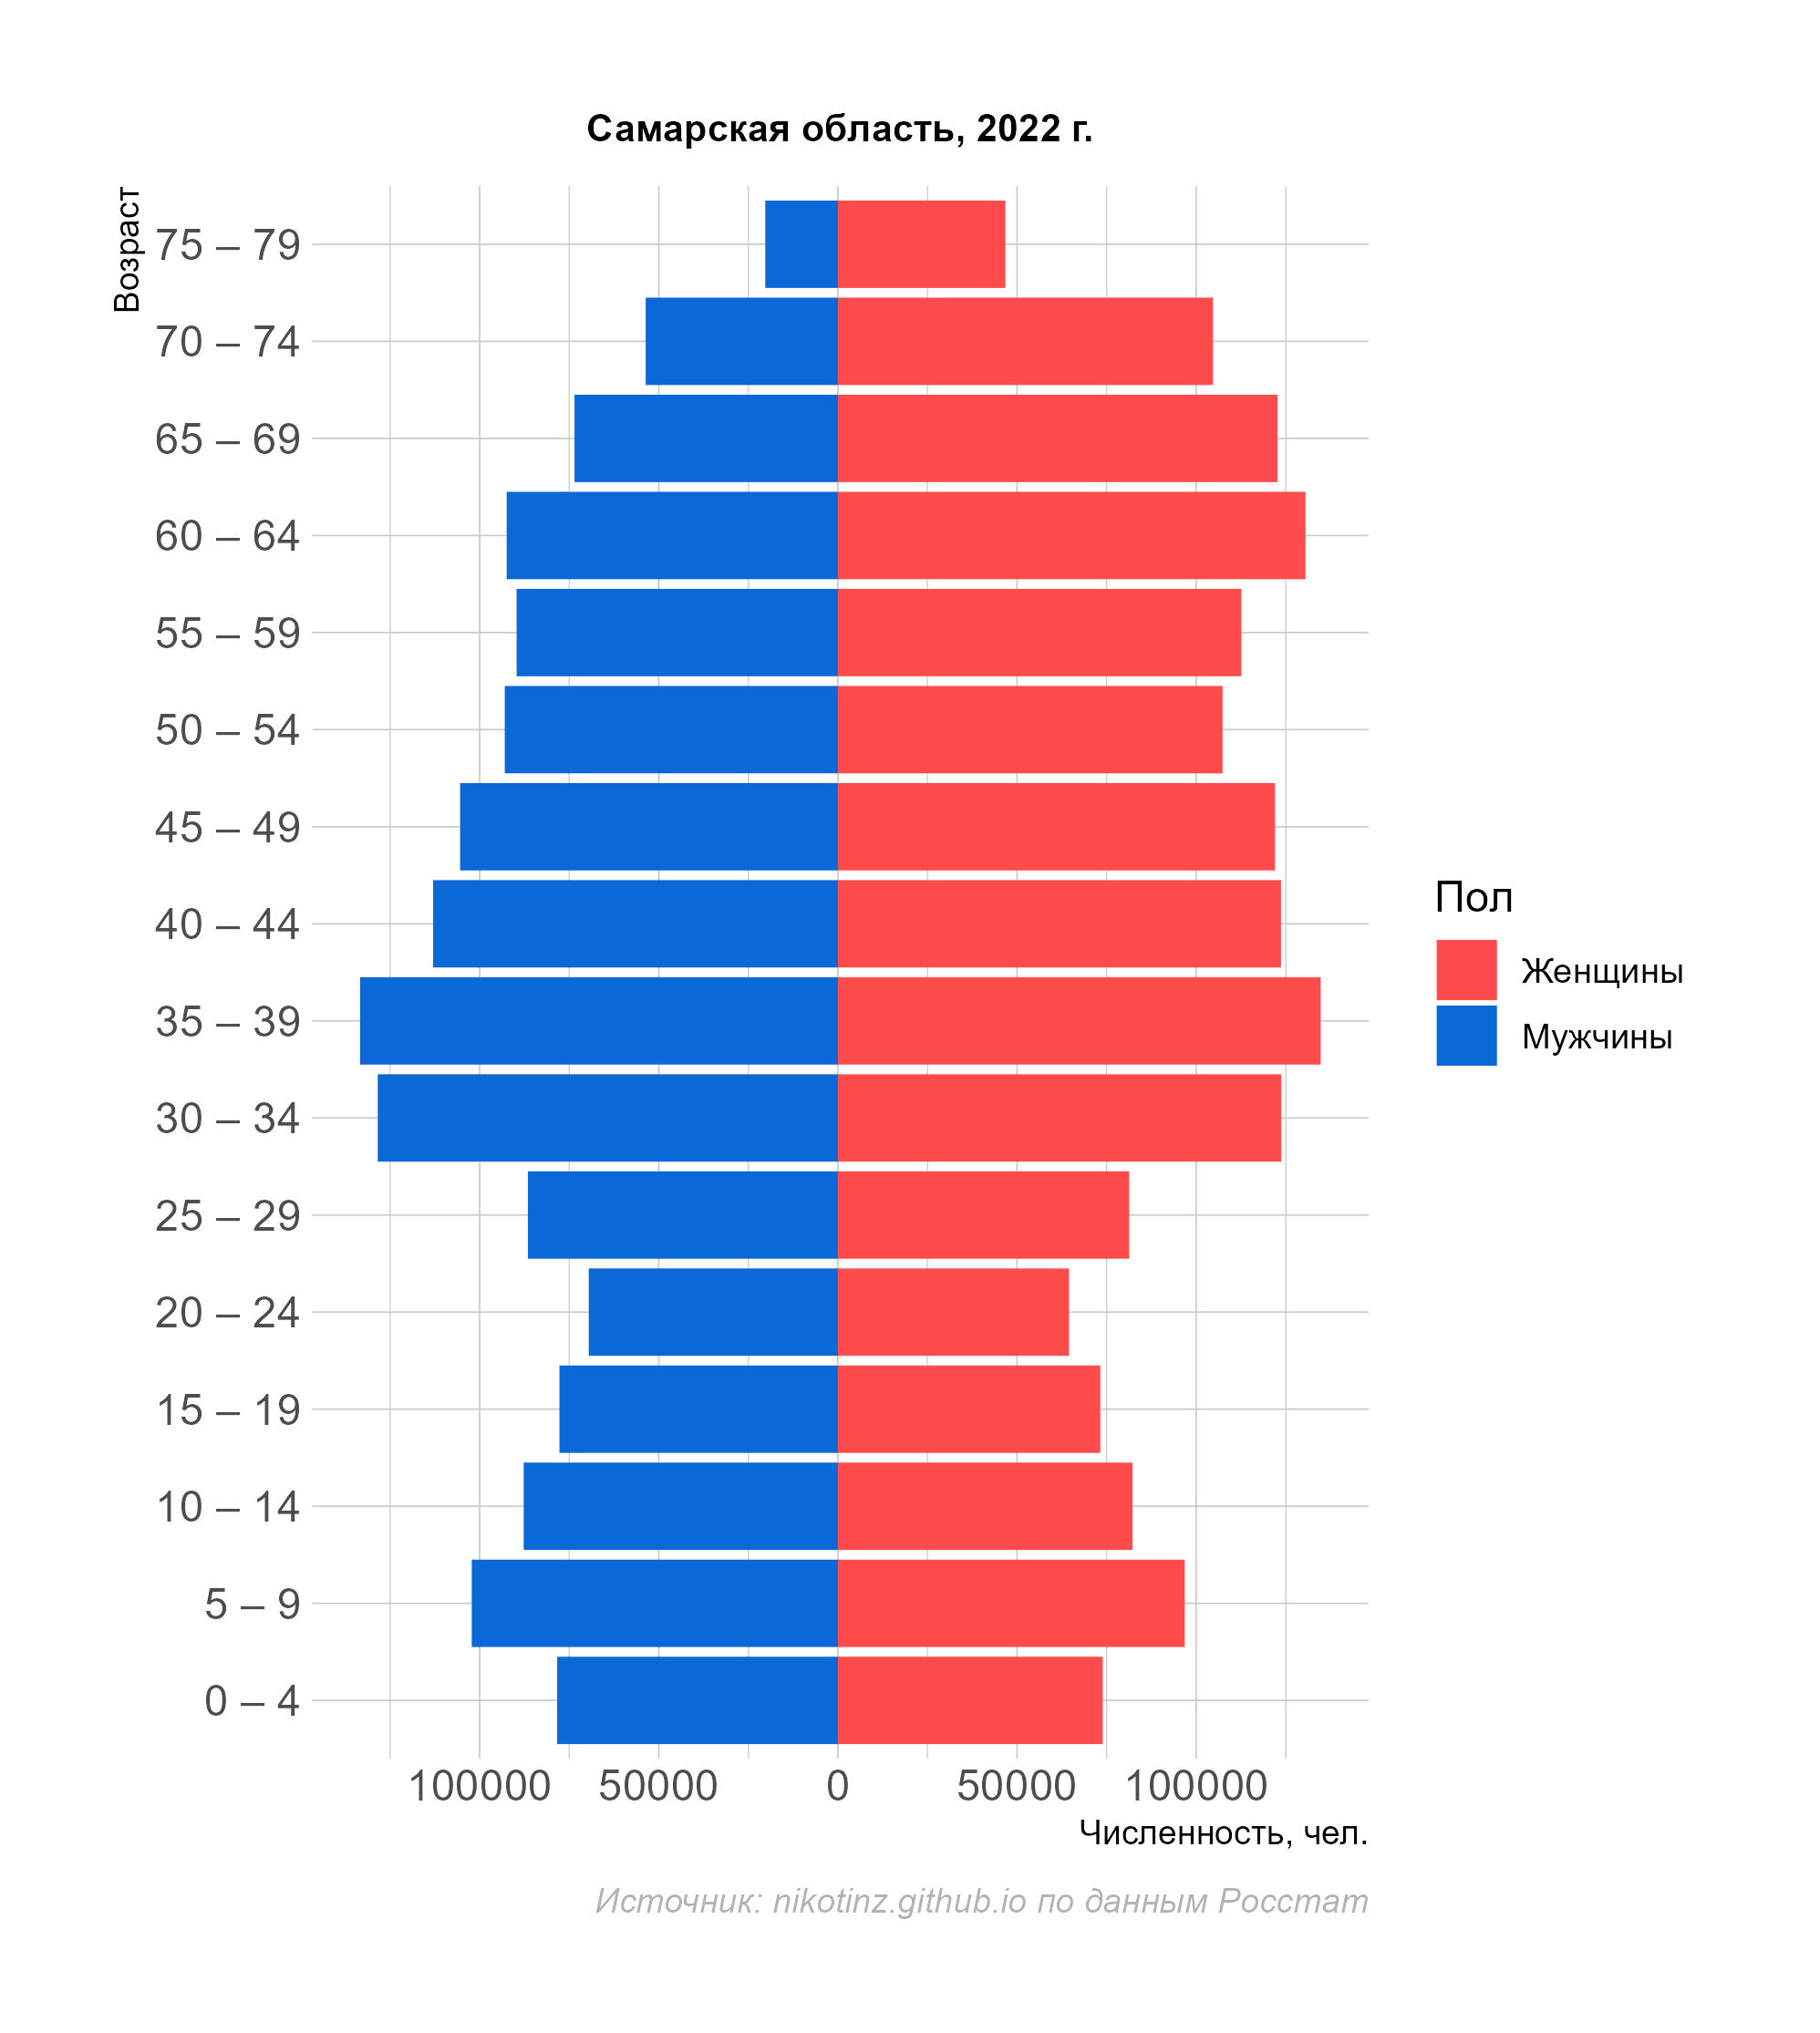 Самарская область, 2022 г.
Возраст
75 – 79
70 – 74
65 – 69
60 – 64
55 – 59
50 – 54
45 – 49
40 – 44
35 – 39
30 – 34
25 – 29
20 – 24
15 – 19
10 – 14
5 – 9
0 – 4
100000 50000 0 50000 100000
Численность, чел.
Пол
Женщины
Мужчины
Источник: nikotinz.github.io по данным Росстат